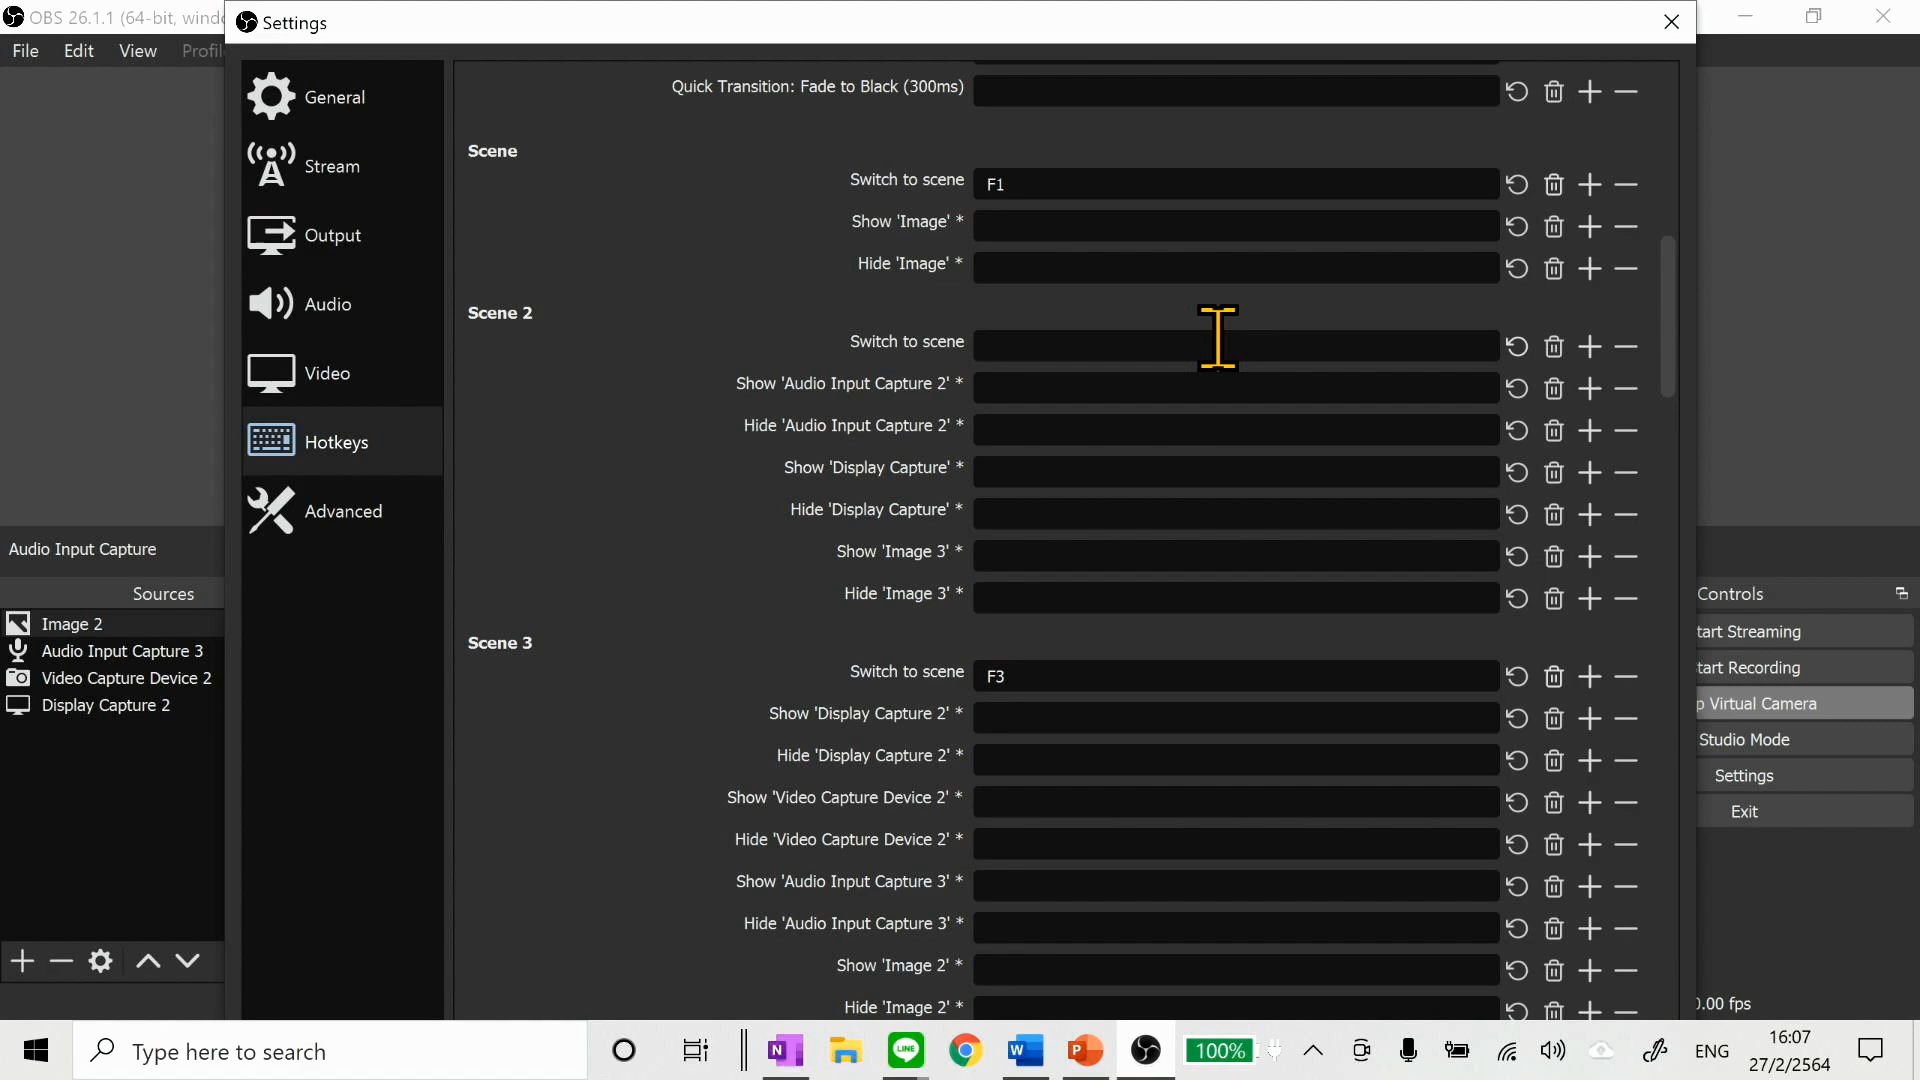 OBS 26.1.1 (64-bit, windo
Settings
File Edit View Profil
General
Stream
Output
Audio
Video
Hotkeys
Advanced
Quick Transition: Fade to Black (300ms)
Scene
Switch to scene F1
Show 'Image' *
Hide 'Image' *
Scene 2
Switch to scene
Show 'Audio Input Capture 2' *
Hide 'Audio Input Capture 2' *
Show 'Display Capture' *
Hide 'Display Capture' *
Show 'Image 3' *
Hide 'Image 3' *
Scene 3
Switch to scene F3
Show 'Display Capture 2' *
Hide 'Display Capture 2' *
Show 'Video Capture Device 2' *
Hide 'Video Capture Device 2' *
Show 'Audio Input Capture 3' *
Hide 'Audio Input Capture 3' *
Show 'Image 2' *
Hide 'Image 2' *
Audio Input Capture
Sources
Image 2
Audio Input Capture 3
Video Capture Device 2
Display Capture 2
Controls
tart Streaming
tart Recording
p Virtual Camera
Studio Mode
Settings
Exit
0.00 fps
Type here to search
N
LINE
W
P
100%
ENG
16:07
27/2/2564